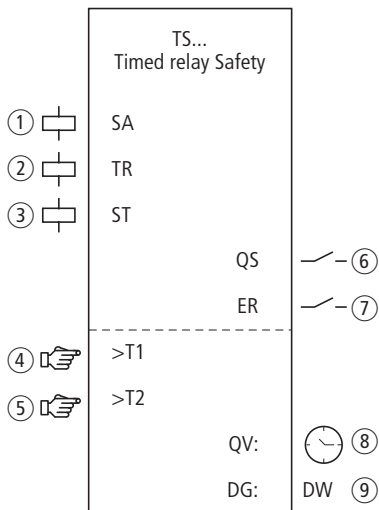 TS...
Timed relay Safety
1 SA
2 TR
3 ST
QS 6
ER 7
4 >T1
5 >T2
QV: 8
DG: DW 9